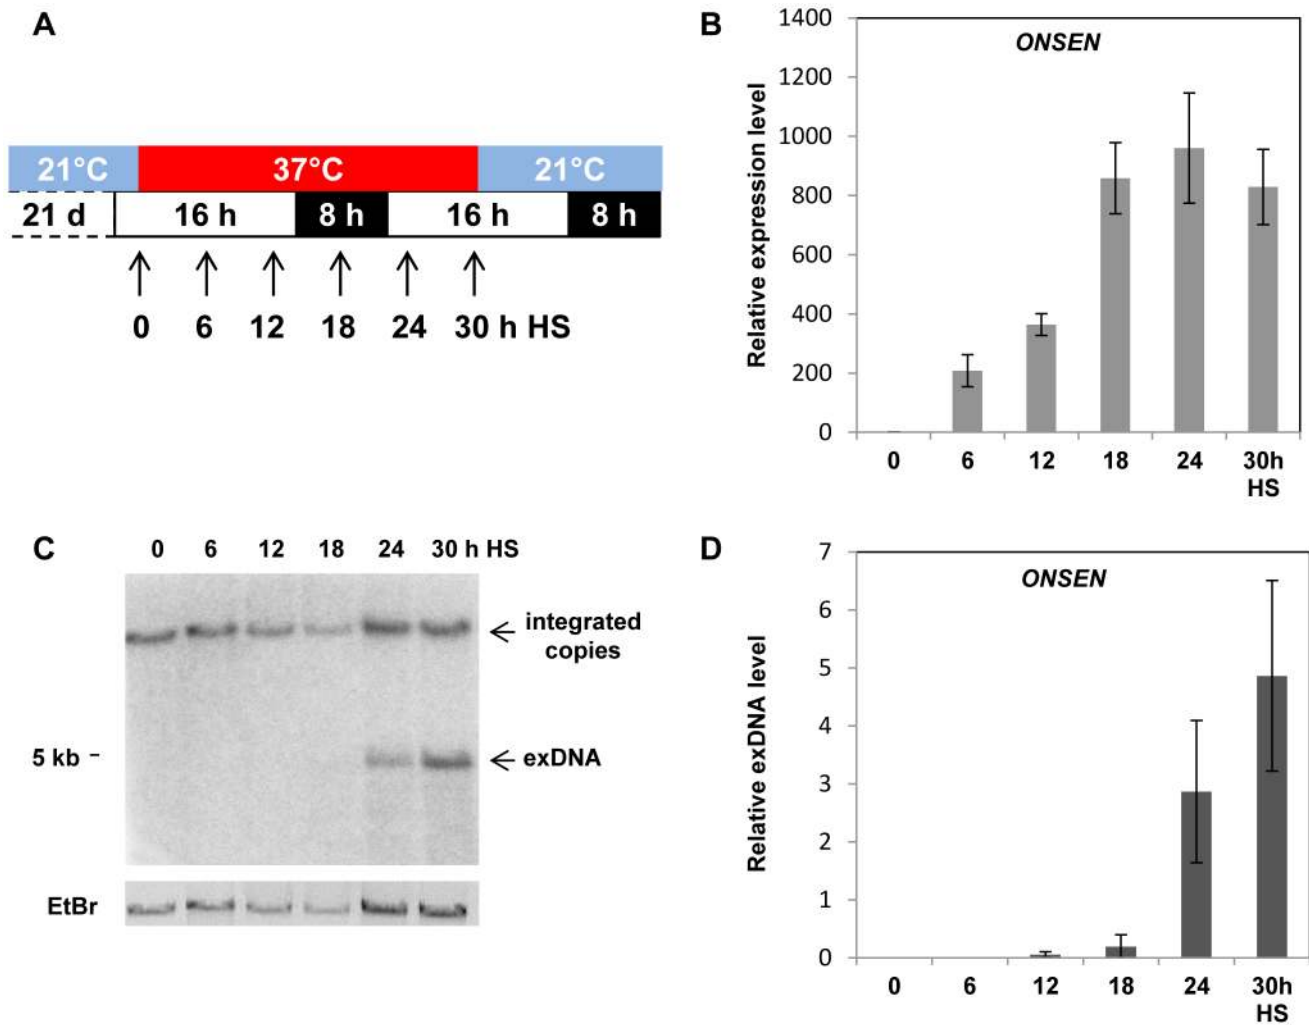 A
21°C 37°C 21°C
21 d 16 h 8 h 16 h 8 h
0 6 12 18 24 30 h HS
B
ONSEN
Relative expression level
1400
1200
1000
800
600
400
200
0
0 6 12 18 24 30h
HS
C
0 6 12 18 24 30 h HS
integrated
copies
5 kb -
exDNA
EtBr
D
ONSEN
Relative exDNA level
7
6
5
4
3
2
1
0
0 6 12 18 24 30h
HS